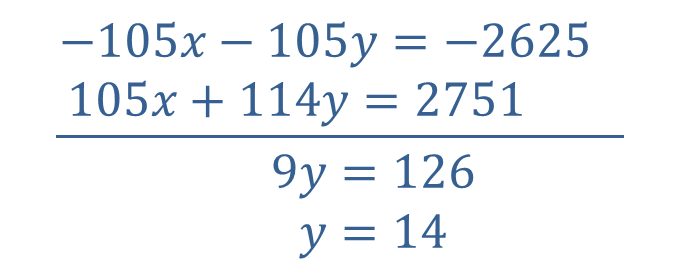 −105x − 105y = −2625
105x + 114y = 2751
9y = 126
y = 14